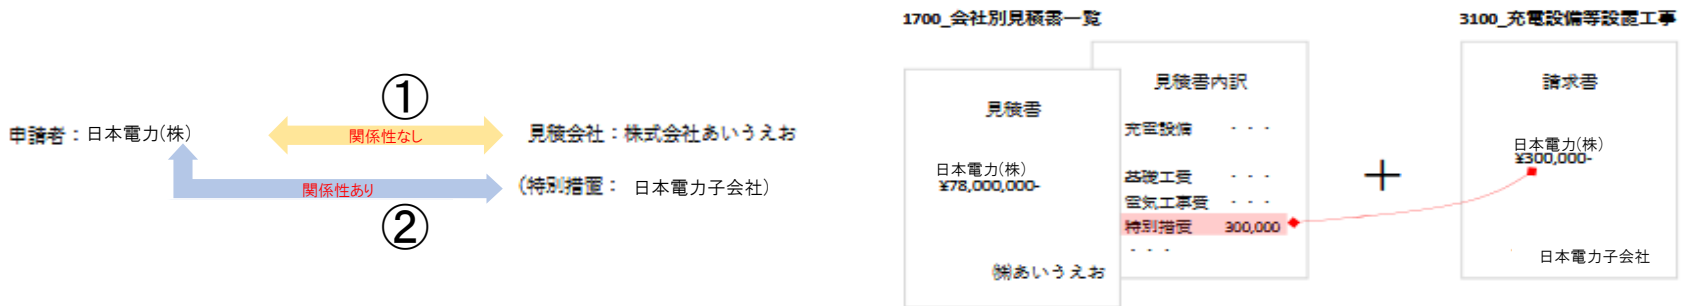 1700_会社別見積書一覧
3100_充電設備等設置工事
①
申請者：日本電力(株)
関係性なし
見積会社：株式会社あいうえお
関係性あり
（特別措置： 日本電力子会社）
②
見積書
日本電力(株)
¥78,000,000-
㈱あいうえお
見積書内訳
充電設備 ・・・
基礎工費 ・・・
電気工事費 ・・・
特別措置 300,000
・・・
＋
請求書
日本電力(株)
¥300,000-
日本電力子会社